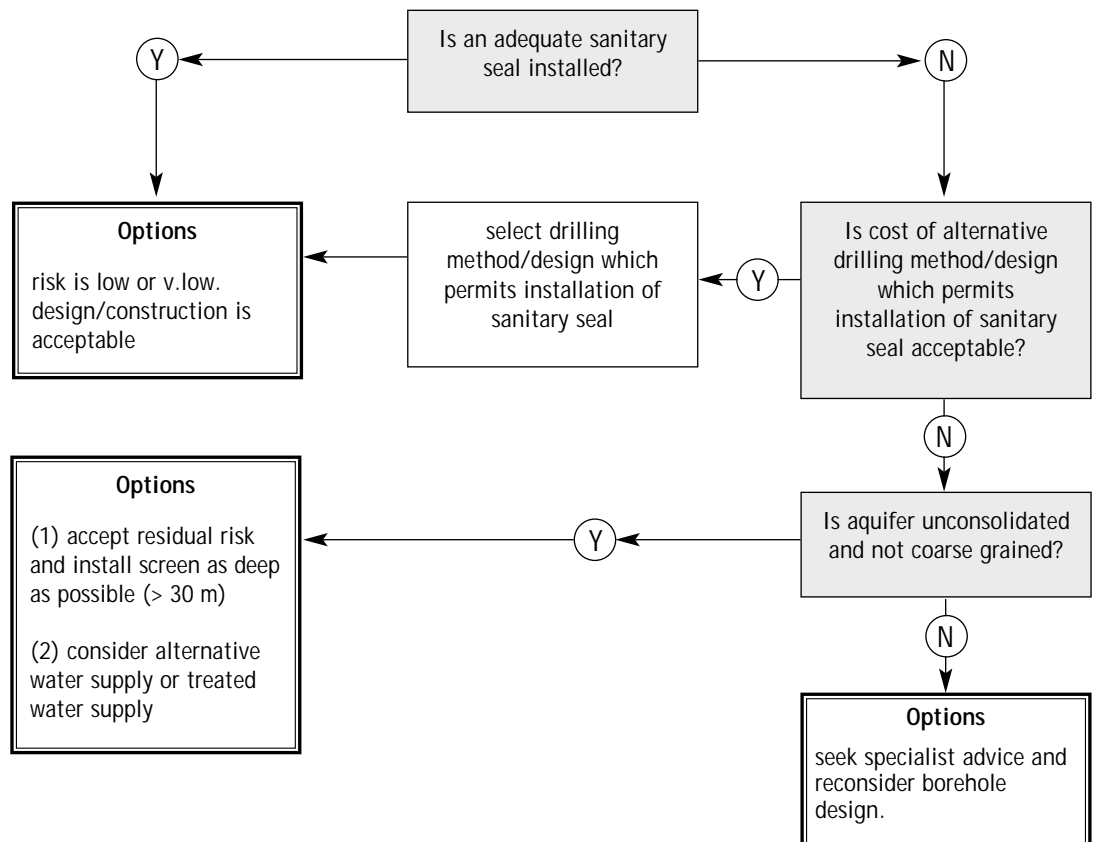 Is an adequate sanitary
seal installed?
Y
N
Options
risk is low or v.low.
design/construction is
acceptable
select drilling
method/design which
permits installation of
sanitary seal
Y
Is cost of alternative
drilling method/design
which permits
installation of sanitary
seal acceptable?
N
Options
(1) accept residual risk
and install screen as deep
as possible (> 30 m)
(2) consider alternative
water supply or treated
water supply
Y
Is aquifer unconsolidated
and not coarse grained?
N
Options
seek specialist advice and
reconsider borehole
design.